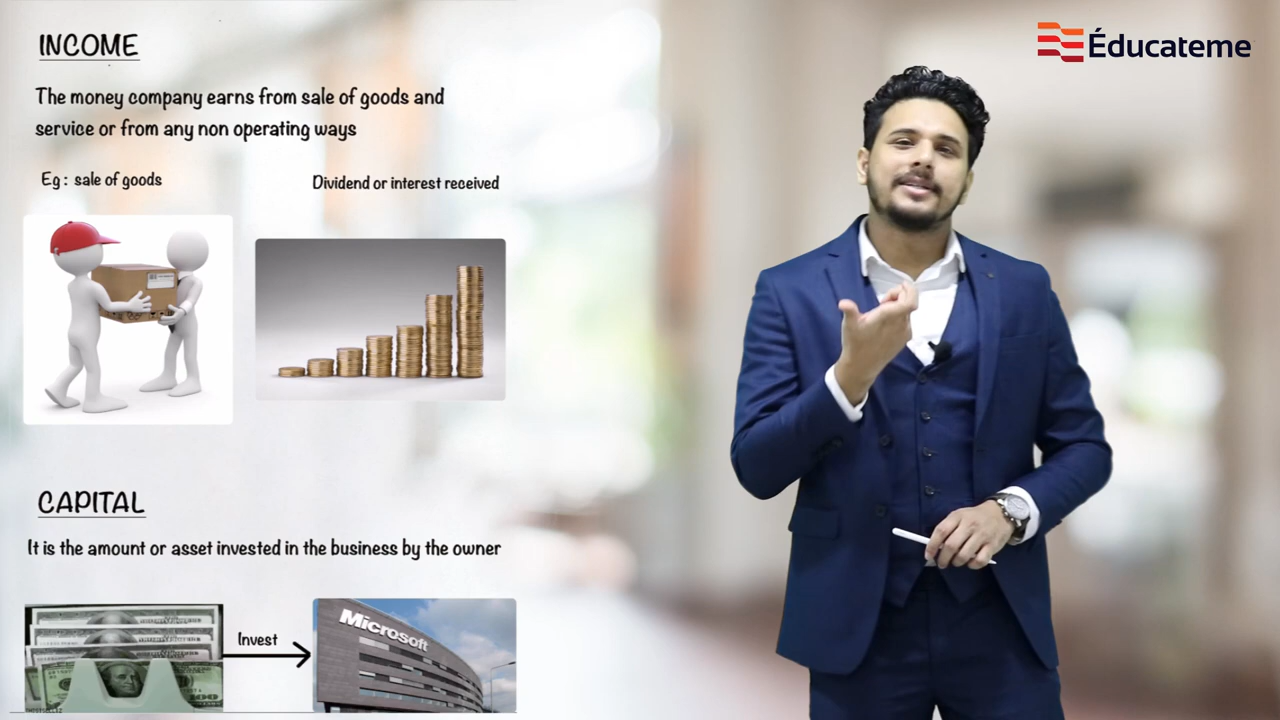 Éducateme
INCOME
The money company earns from sale of goods and
service or from any non operating ways
Eg : sale of goods
Dividend or interest received
CAPITAL
It is the amount or asset invested in the business by the owner
Invest
Microsoft